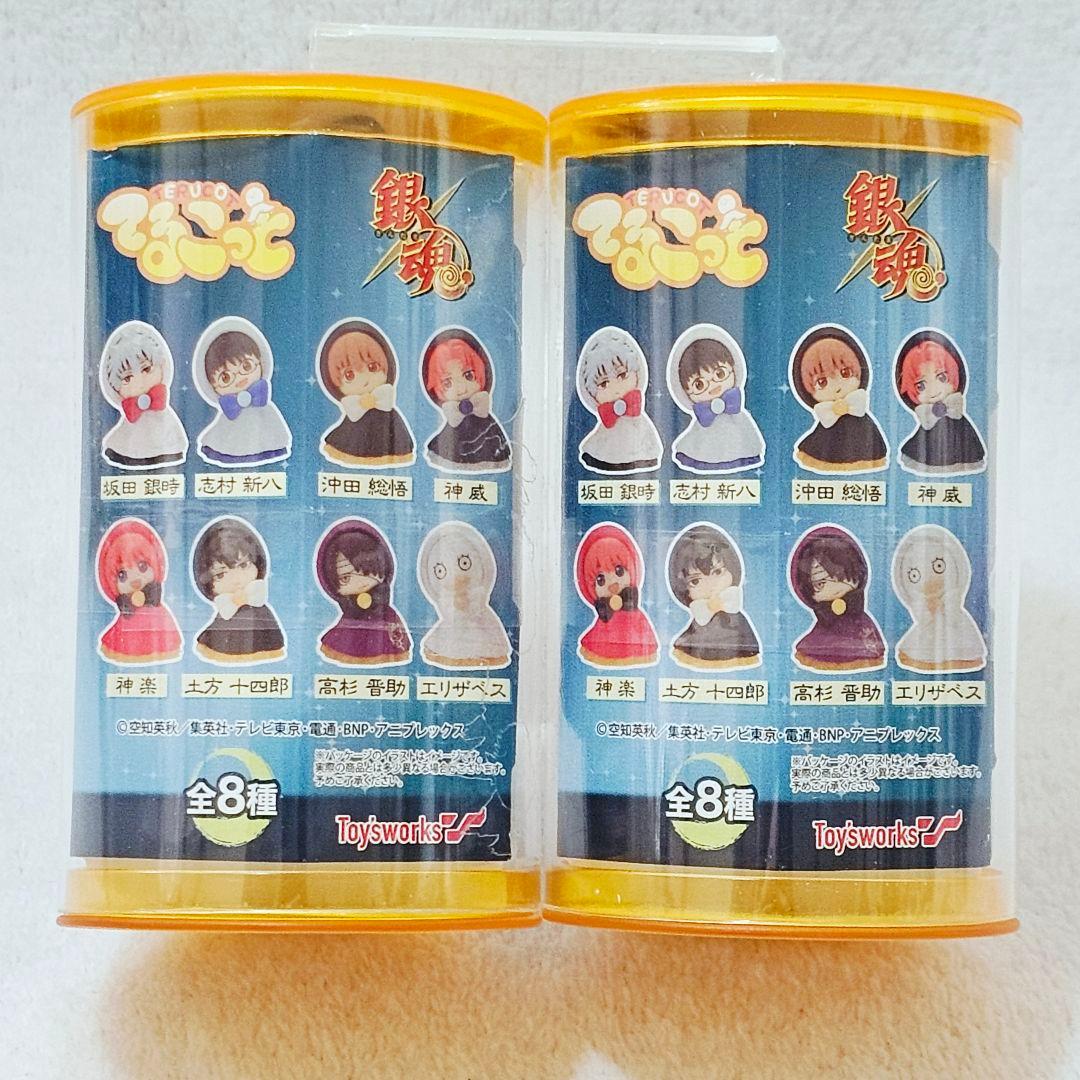 TERUCOT
てるこっと
銀魂
ぎんたま
坂田 銀時
志村 新八
沖田 総悟
神威
神楽
土方 十四郎
高杉 晋助
エリザベス
©空知英秋/集英社・テレビ東京・電通・BNP・アニプレックス
※パッケージのイラストはイメージです。
実際の商品とは多少異なる場合がございます。
予めご了承ください。
全8種
Toy'sworks
TERUCOT
てるこっと
銀魂
ぎんたま
坂田 銀時
志村 新八
沖田 総悟
神威
神楽
土方 十四郎
高杉 晋助
エリザベス
©空知英秋/集英社・テレビ東京・電通・BNP・アニプレックス
※パッケージのイラストはイメージです。
実際の商品とは多少異なる場合がございます。
予めご了承ください。
全8種
Toy'sworks